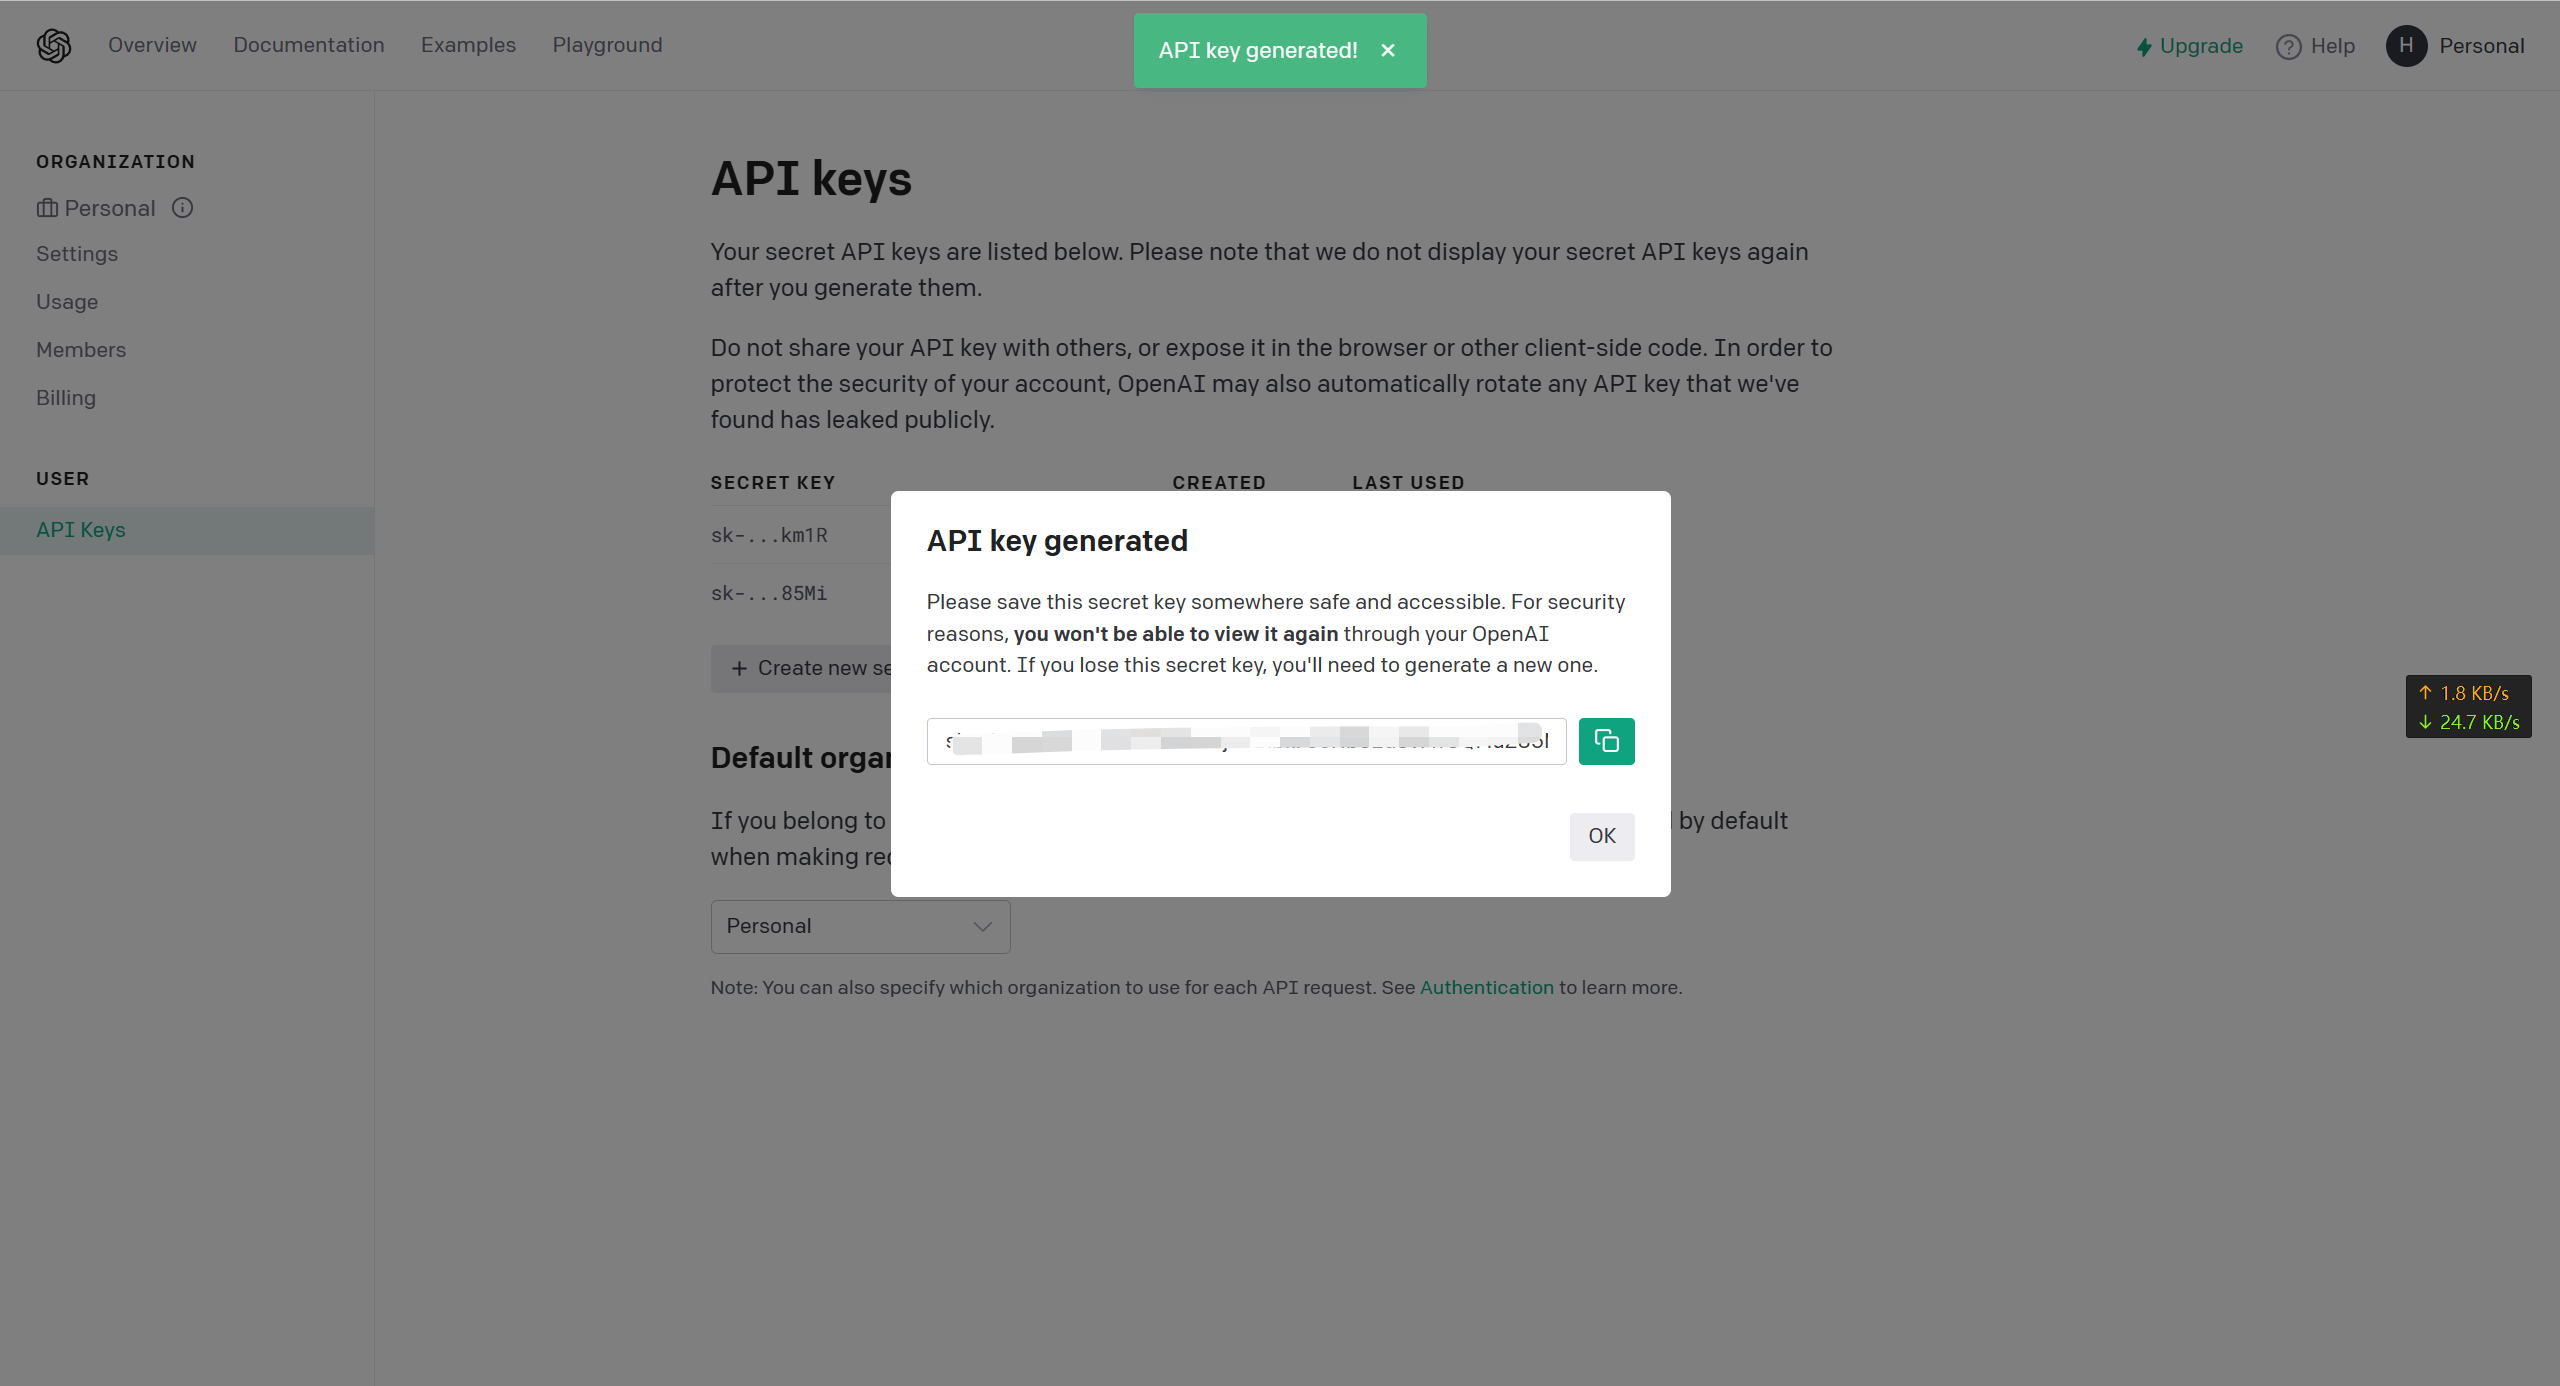 Overview Documentation Examples Playground
API key generated! ×
Upgrade ? Help H Personal
ORGANIZATION
Personal
Settings
Usage
Members
Billing
USER
API Keys
API keys
Your secret API keys are listed below. Please note that we do not display your secret API keys again
after you generate them.
Do not share your API key with others, or expose it in the browser or other client-side code. In order to
protect the security of your account, OpenAI may also automatically rotate any API key that we've
found has leaked publicly.
SECRET KEY CREATED LAST USED
sk-...km1R
sk-...85Mi
+ Create new
Default
If you belong to by default
when making
Personal
Note: You can also specify which organization to use for each API request. See Authentication to learn more.
API key generated
Please save this secret key somewhere safe and accessible. For security
reasons, you won't be able to view it again through your OpenAI
account. If you lose this secret key, you'll need to generate a new one.
OK
↑ 1.8 KB/s
↓ 24.7 KB/s